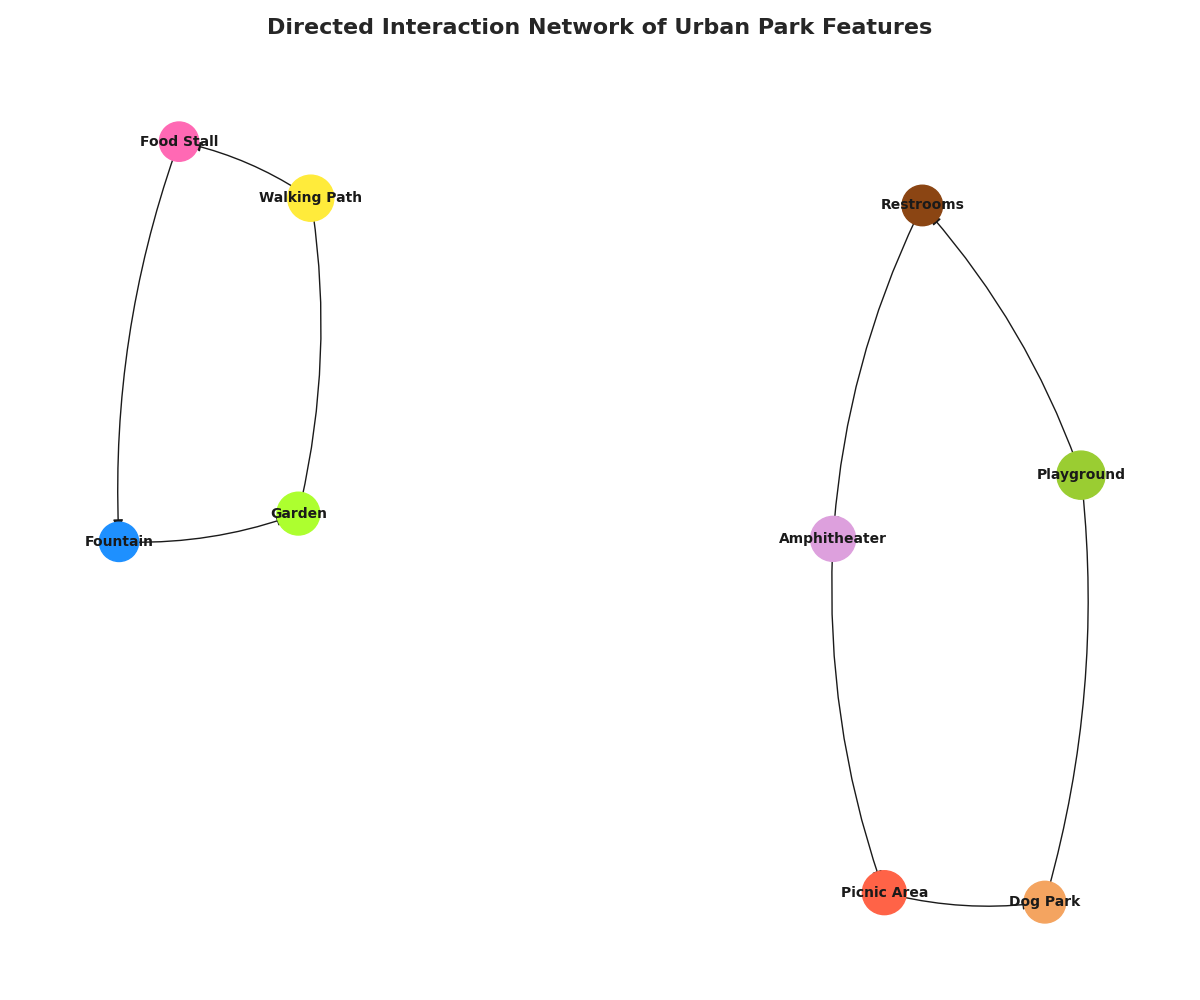 Directed Interaction Network of Urban Park Features
Food Stall
Walking Path
Restrooms
Playground
Garden
Amphitheater
Fountain
Picnic Area
Dog Park